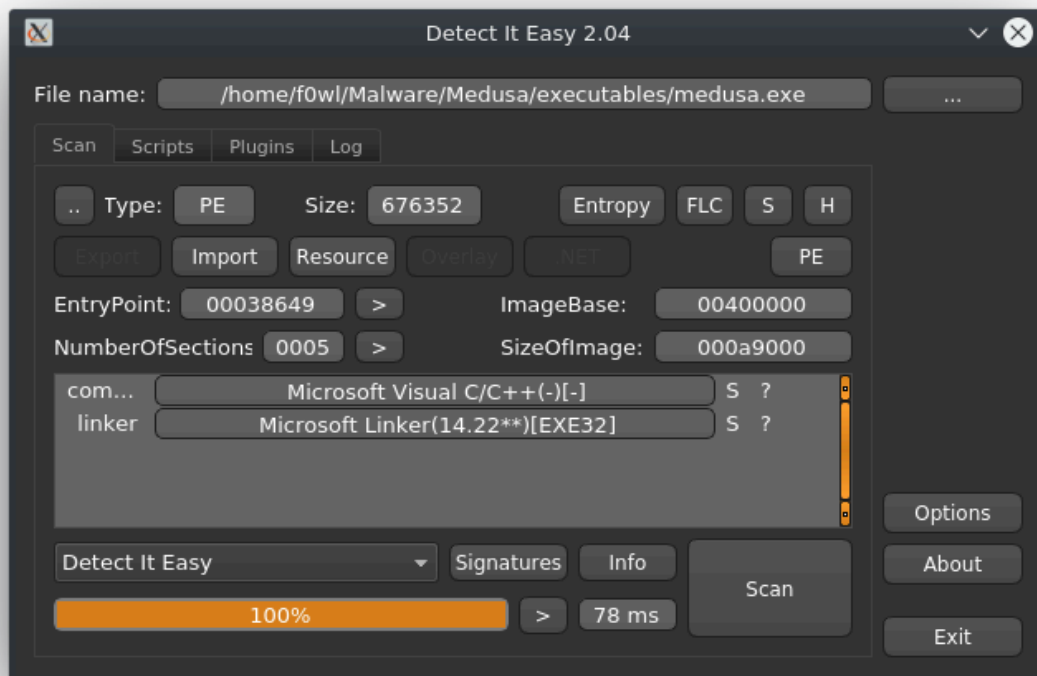 Detect It Easy 2.04
File name: /home/f0wl/Malware/Medusa/executables/medusa.exe ...
Scan Scripts Plugins Log
.. Type: PE Size: 676352 Entropy FLC S H
Export Import Resource Overlay .NET PE
EntryPoint: 00038649 > ImageBase: 00400000
NumberOfSections 0005 > SizeOfImage: 000a9000
com... Microsoft Visual C/C++(-)[-] S ?
linker Microsoft Linker(14.22**)[EXE32] S ?
Options
Detect It Easy Signatures Info Scan About
100% > 78 ms
Exit